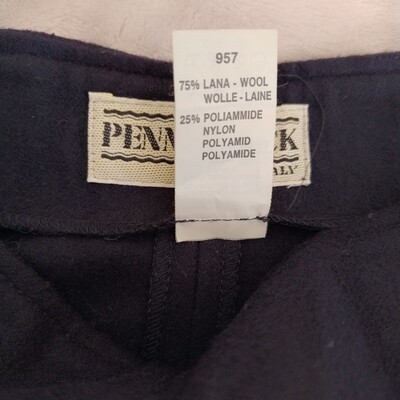 957
75% LANA - WOOL
WOLLE - LAINE
25% POLIAMMIDE
NYLON
POLYAMID
POLYAMIDE